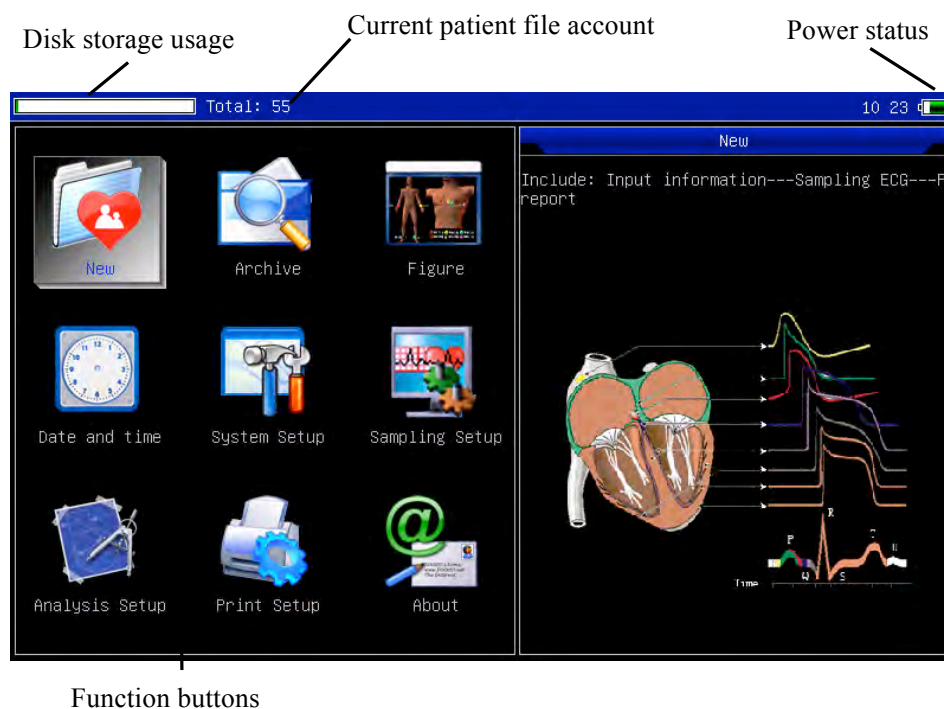 Disk storage usage
Current patient file account
Power status
Total: 55
10 23
New
Include: Input information---Sampling ECG---F
report
New
Archive
Figure
Date and time
System Setup
Sampling Setup
Analysis Setup
Print Setup
About
R
P
S
Time
Function buttons